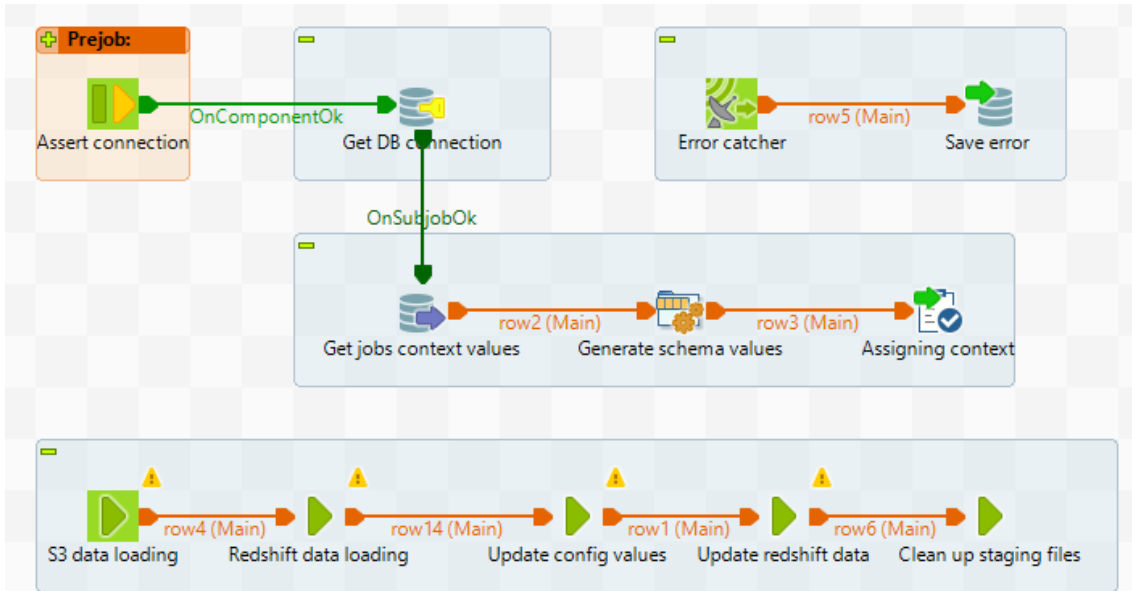 Prejob:
OnComponentOk
row5 (Main)
Assert connection
Get DB connection
Error catcher
Save error
OnSubjobOk
row2 (Main)
row3 (Main)
Get jobs context values
Generate schema values
Assigning context
row4 (Main)
row14 (Main)
row1 (Main)
row6 (Main)
S3 data loading
Redshift data loading
Update config values
Update redshift data
Clean up staging files